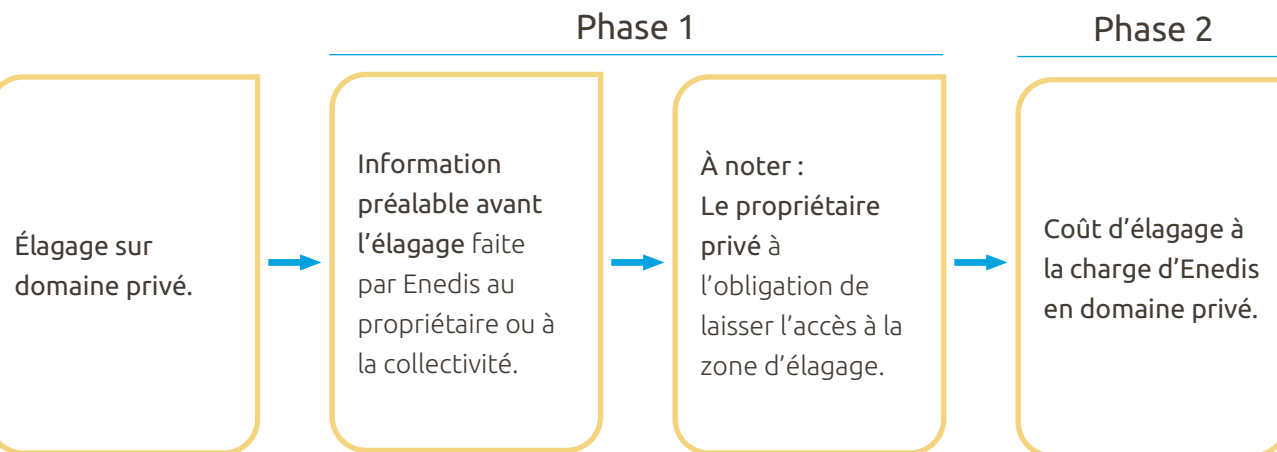 Phase 1
Phase 2
Élagage sur
domaine privé.
Information
préalable avant
l'élagage faite
par Enedis au
propriétaire ou à
la collectivité.
À noter :
Le propriétaire
privé à
l'obligation de
laisser l'accès à la
zone d'élagage.
Coût d'élagage à
la charge d'Enedis
en domaine privé.